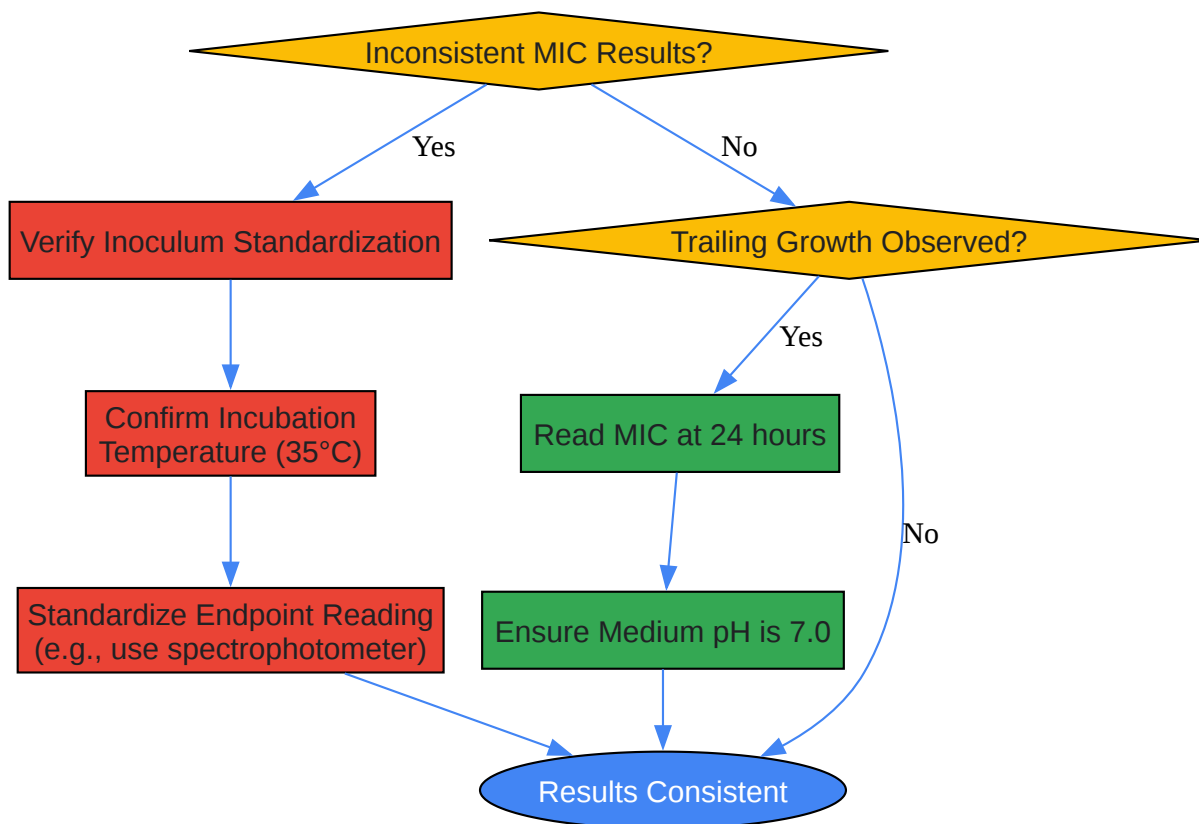 Inconsistent MIC Results?
Yes
No
Verify Inoculum Standardization
Trailing Growth Observed?
Yes
Confirm Incubation
Temperature (35°C)
Read MIC at 24 hours
No
Standardize Endpoint Reading
(e.g., use spectrophotometer)
Ensure Medium pH is 7.0
Results Consistent